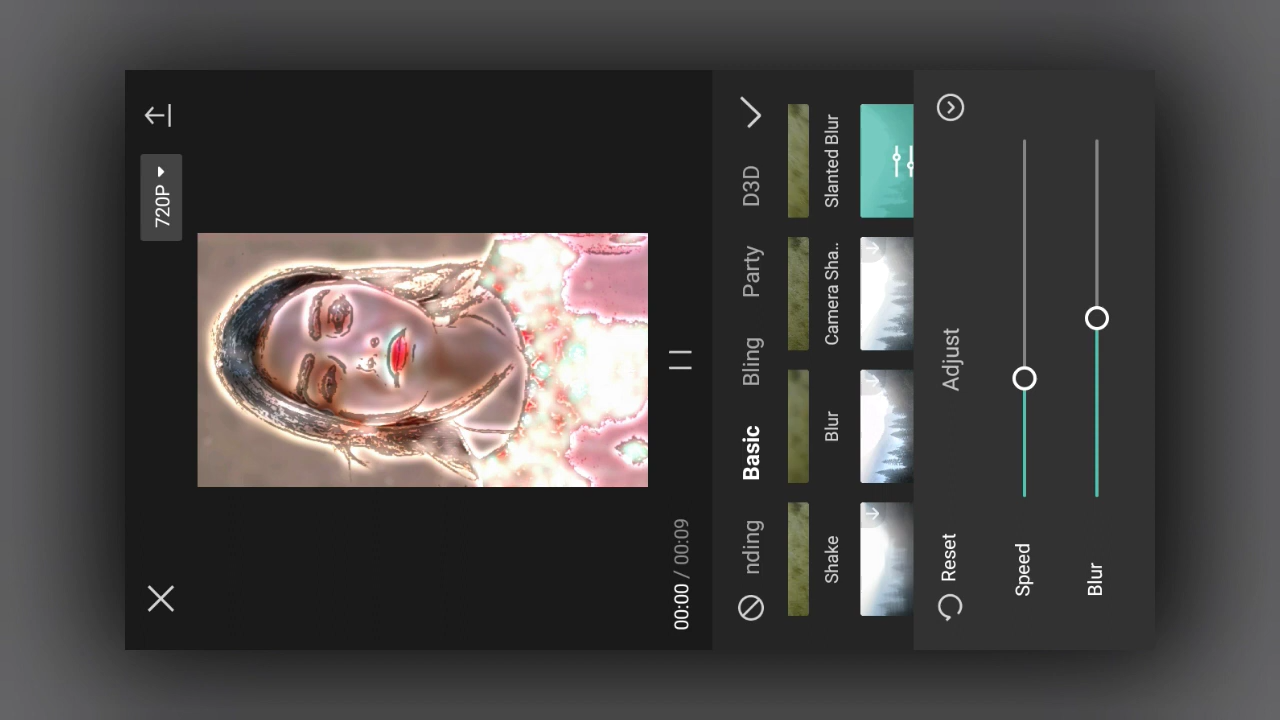 720P
00:00 / 00:09
nding Basic Bling Party D3D
Shake Blur Camera Sha.. Slanted Blur
Reset Adjust
Speed
Blur